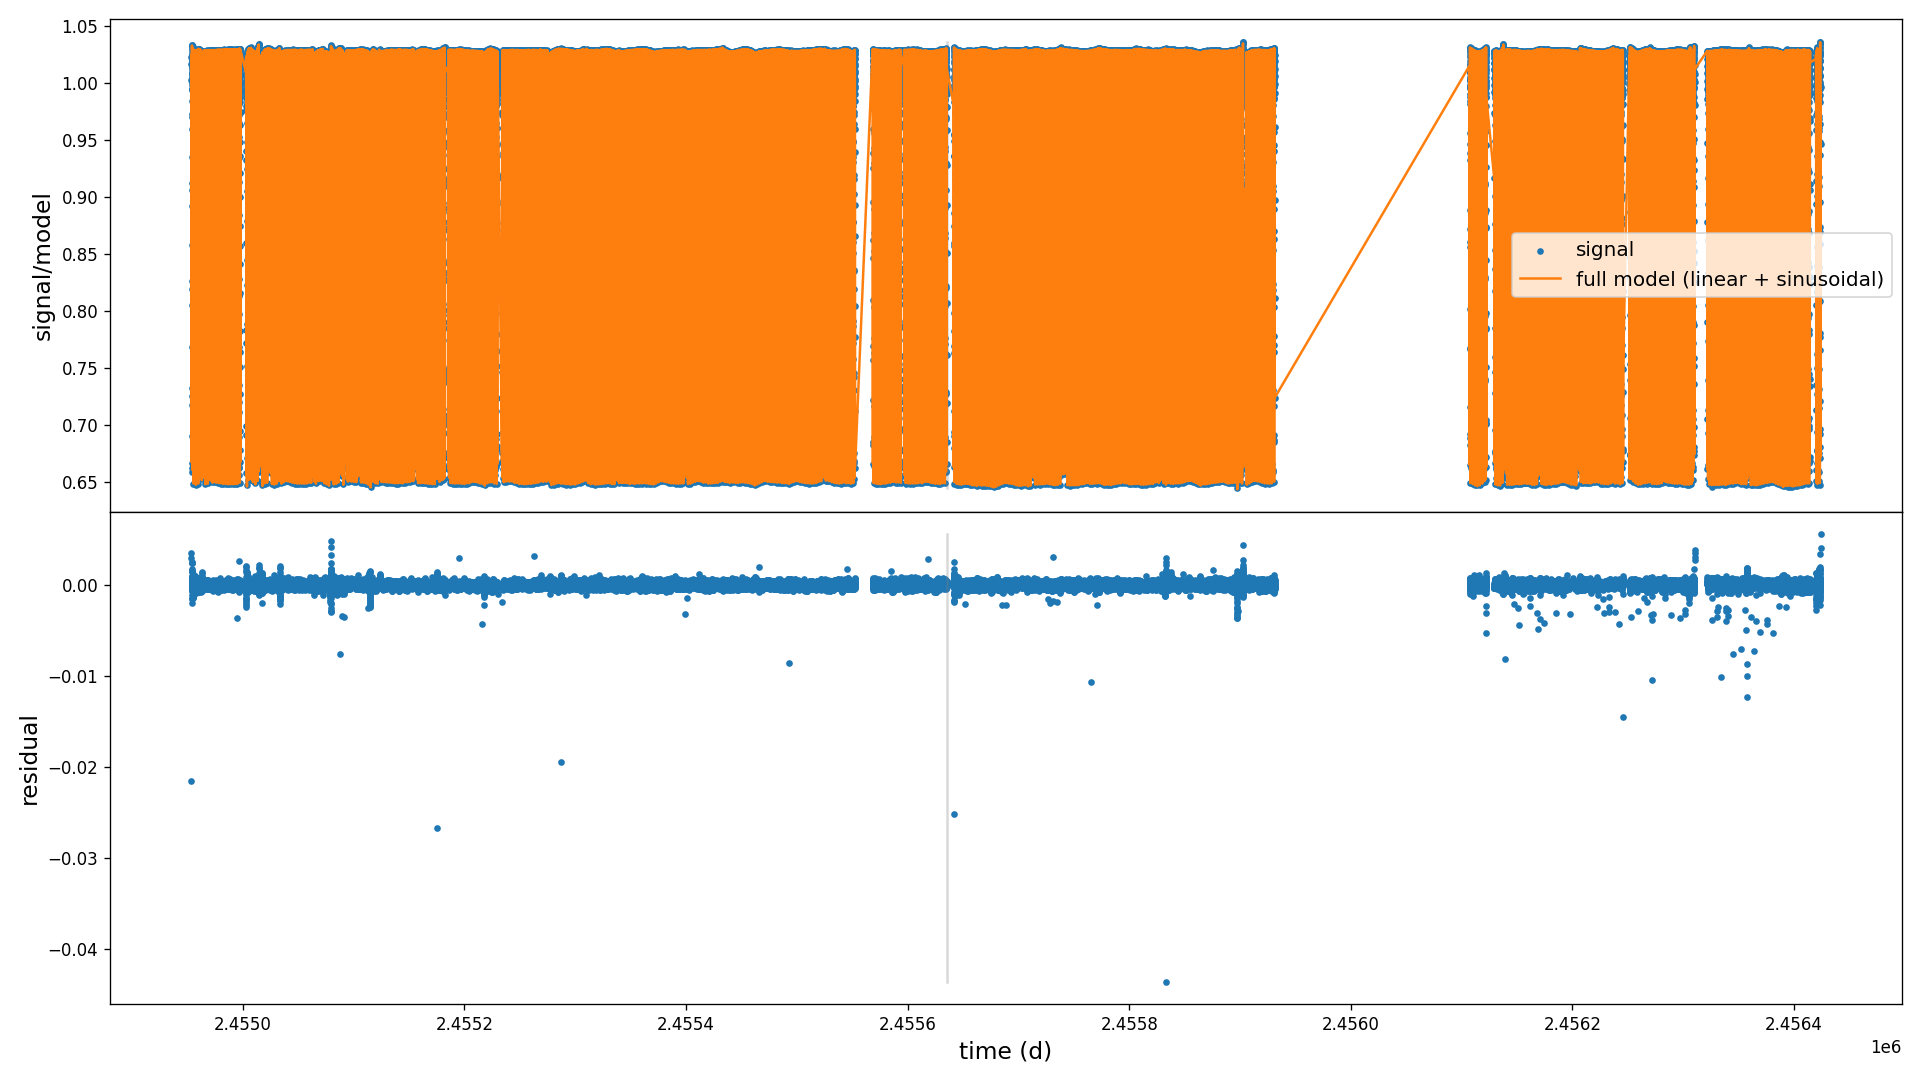 1.05
1.00
0.95
0.90
0.85
0.80
0.75
0.70
0.65
signal/model
signal
full model (linear + sinusoidal)
0.00
−0.01
−0.02
−0.03
−0.04
residual
2.4550 2.4552 2.4554 2.4556 2.4558 2.4560 2.4562 2.4564
1e6
time (d)